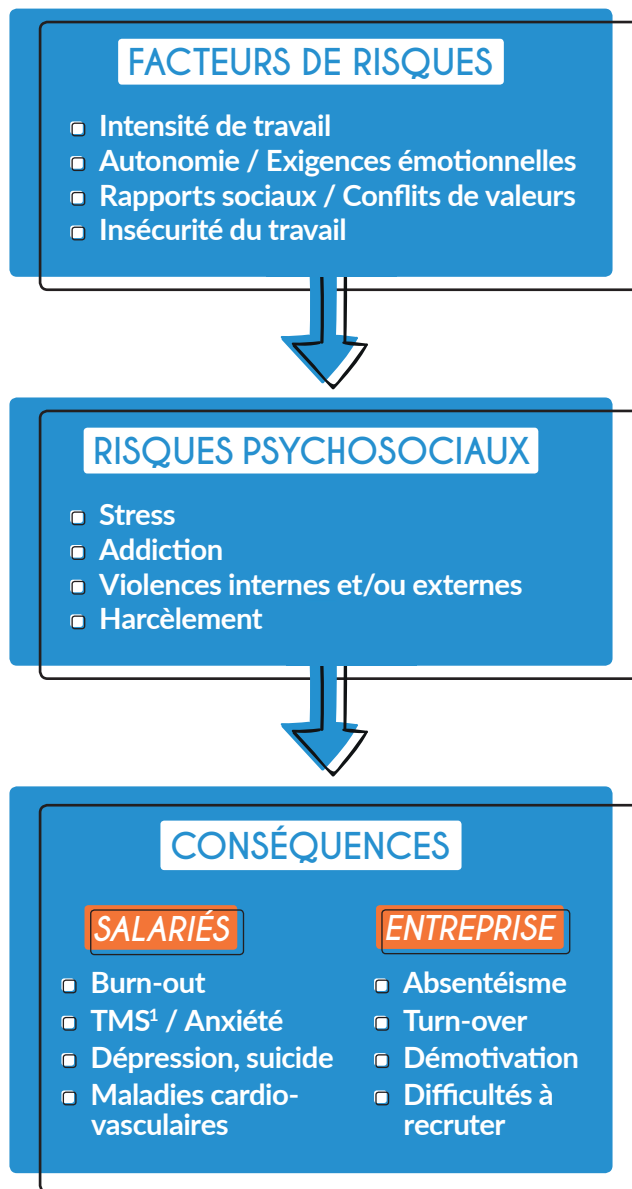 FACTEURS DE RISQUES
Intensité de travail
Autonomie / Exigences émotionnelles
Rapports sociaux / Conflits de valeurs
Insécurité du travail
RISQUES PSYCHOSOCIAUX
Stress
Addiction
Violences internes et/ou externes
Harcèlement
CONSÉQUENCES
SALARIÉS
Burn-out
TMS¹ / Anxiété
Dépression, suicide
Maladies cardio-
vasculaires
ENTREPRISE
Absentéisme
Turn-over
Démotivation
Difficultés à
recruter